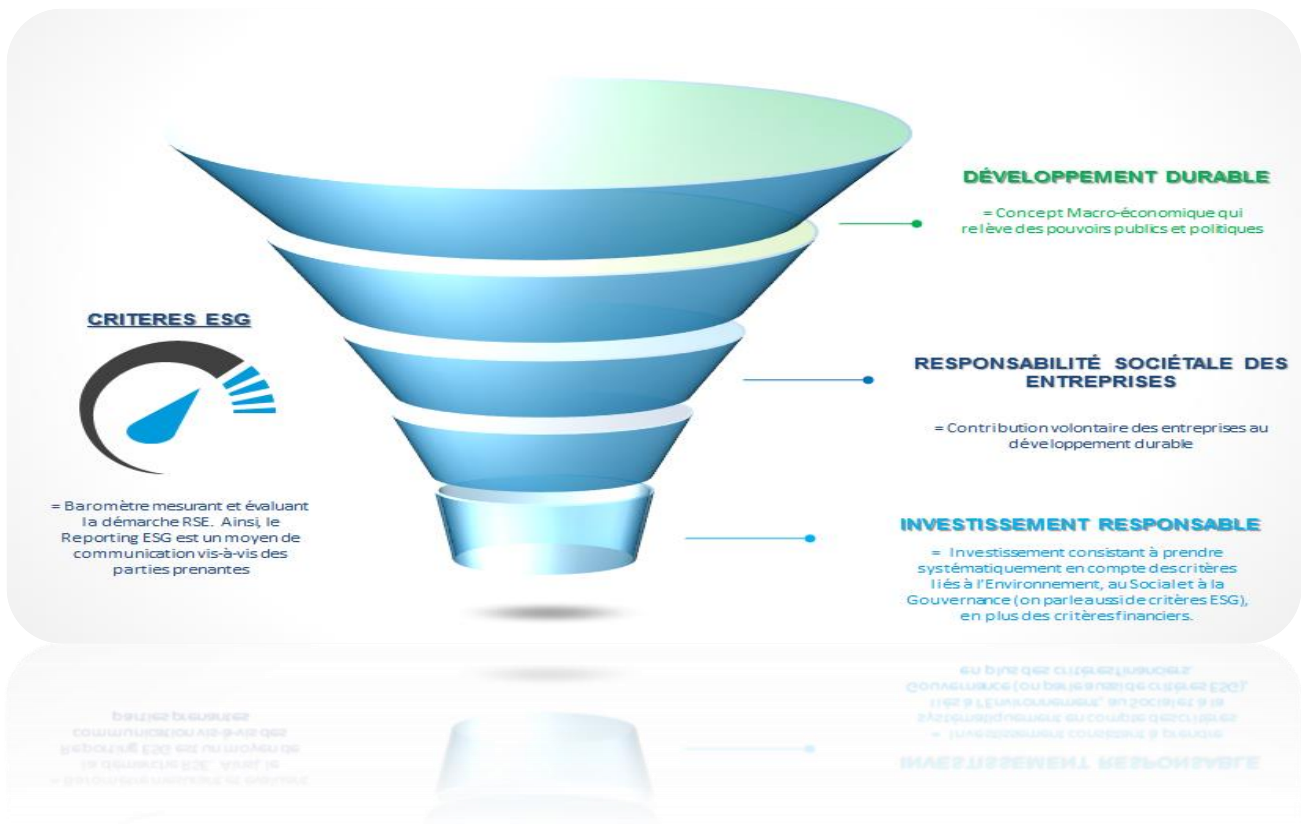 DÉVELOPPEMENT DURABLE
= Concept Macro-économique qui
relève des pouvoirs publics et politiques
CRITERES ESG
= Baromètre mesurant et évaluant
la démarche RSE. Ainsi, le
Reporting ESG est un moyen de
communication vis-à-vis des
parties prenantes
RESPONSABILITÉ SOCIÉTALE DES
ENTREPRISES
= Contribution volontaire des entreprises au
développement durable
INVESTISSEMENT RESPONSABLE
= Investissement consistant à prendre
systématiquement en compte des critères
liés à l'Environnement, au Social et à la
Gouvernance (on parle aussi de critères ESG),
en plus des critères financiers.